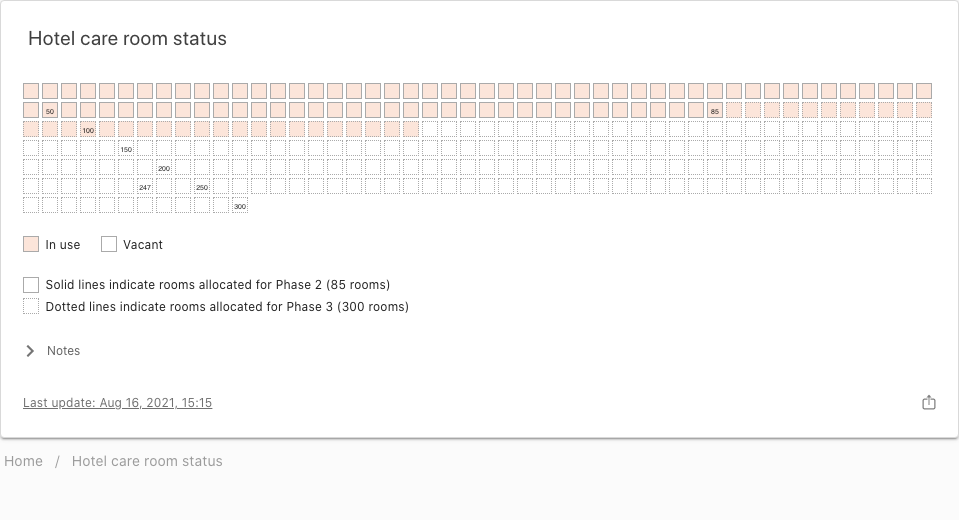 Hotel care room status
50
85
100
150
200
247
250
300
In use
Vacant
Solid lines indicate rooms allocated for Phase 2 (85 rooms)
Dotted lines indicate rooms allocated for Phase 3 (300 rooms)
Notes
Last update: Aug 16, 2021, 15:15
Home / Hotel care room status